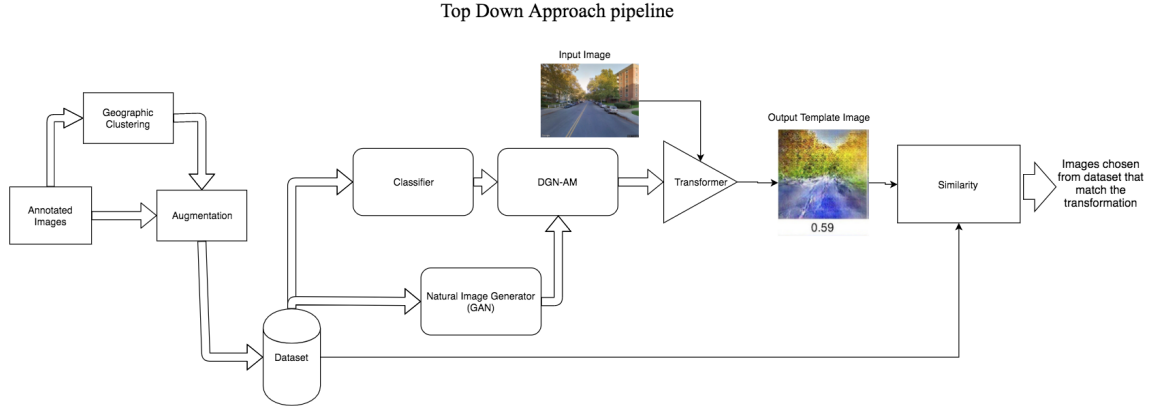 Top Down Approach pipeline
Input Image
Geographic
Clustering
Output Template Image
Classifier
DGN-AM
Transformer
Similarity
Images chosen
from dataset that
match the
transformation
Annotated
Images
Augmentation
0.59
Natural Image Generator
(GAN)
Dataset